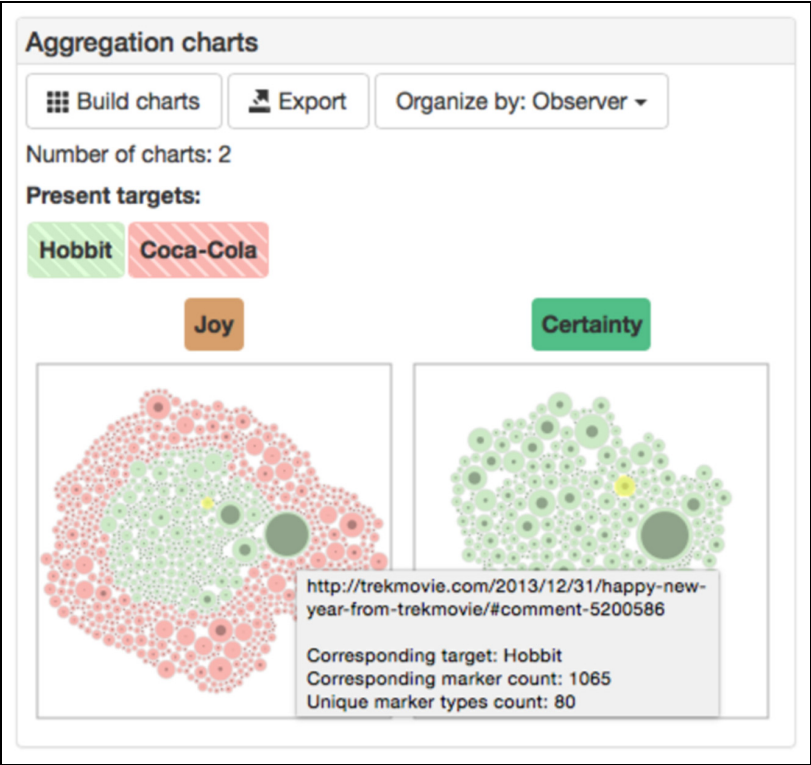 Aggregation charts
Build charts Export Organize by: Observer
Number of charts: 2
Present targets:
Hobbit Coca-Cola
Joy Certainty
http://trekmovie.com/2013/12/31/happy-new-
year-from-trekmovie/#comment-5200586
Corresponding target: Hobbit
Corresponding marker count: 1065
Unique marker types count: 80